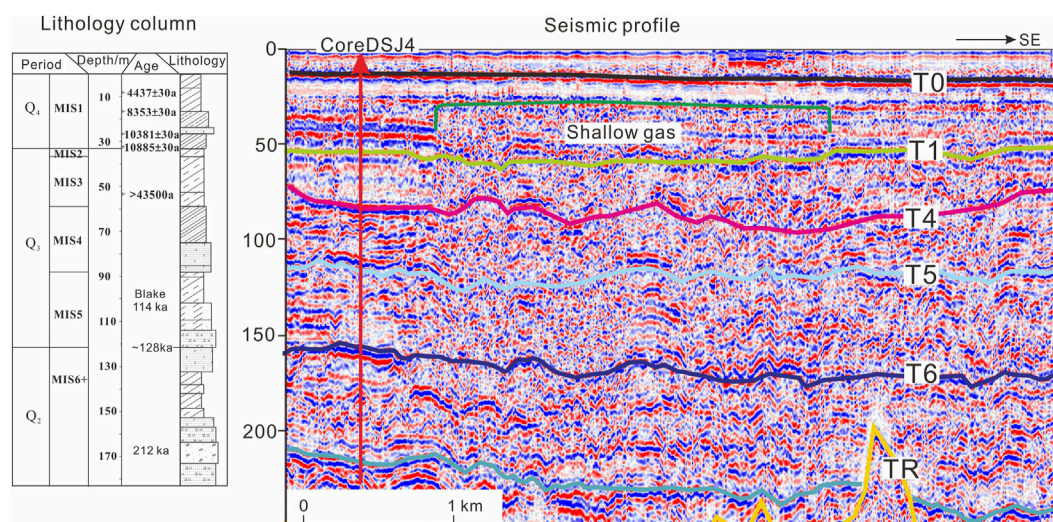 Lithology column
Seismic profile
Period Depth/m Age Lithology
CoreDSJ4
SE
0
50
100
150
200
Q4
Q3
Q2
MIS1
MIS2
MIS3
MIS4
MIS5
MIS6+
10
30
50
70
90
110
130
150
170
4437±30a
8353±30a
10381±30a
10885±30a
>43500a
Blake
114 ka
~128ka
212 ka
T0
Shallow gas
T1
T4
T5
T6
TR
0 1 km